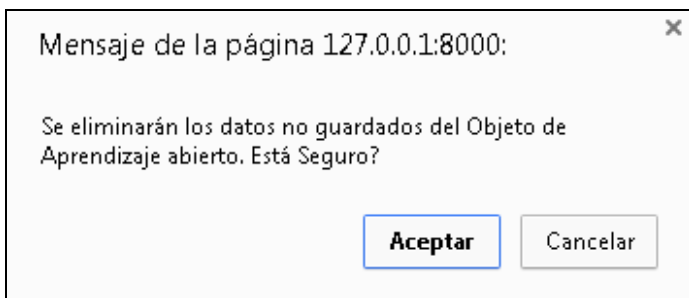 Mensaje de la página 127.0.0.1:8000:
Se eliminarán los datos no guardados del Objeto de
Aprendizaje abierto. Está Seguro?
Aceptar
Cancelar